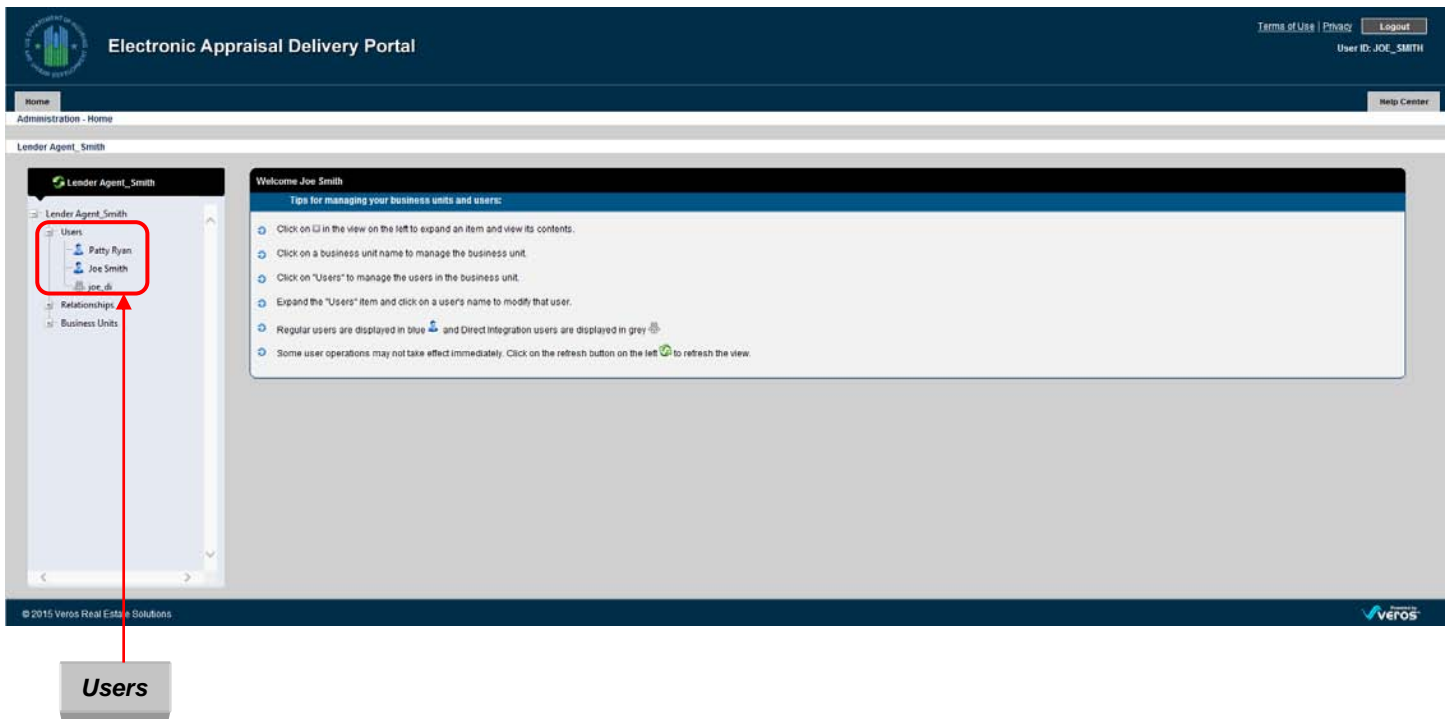 Terms of Use | Privacy Logout
Electronic Appraisal Delivery Portal
User ID: JOE_SMITH
Home Help Center
Administration - Home
Lender Agent_Smith
Lender Agent_Smith
Welcome Joe Smith
Tips for managing your business units and users:
Lender Agent_Smith
Users
Patty Ryan
Joe Smith
joe_di
Relationships
Business Units
Click on in the view on the left to expand an item and view its contents.
Click on a business unit name to manage the business unit.
Click on "Users" to manage the users in the business unit.
Expand the "Users" item and click on a user's name to modify that user.
Regular users are displayed in blue and Direct Integration users are displayed in grey
Some user operations may not take effect immediately. Click on the refresh button on the left to refresh the view.
© 2015 Veros Real Estate Solutions
Powered by
veros
Users